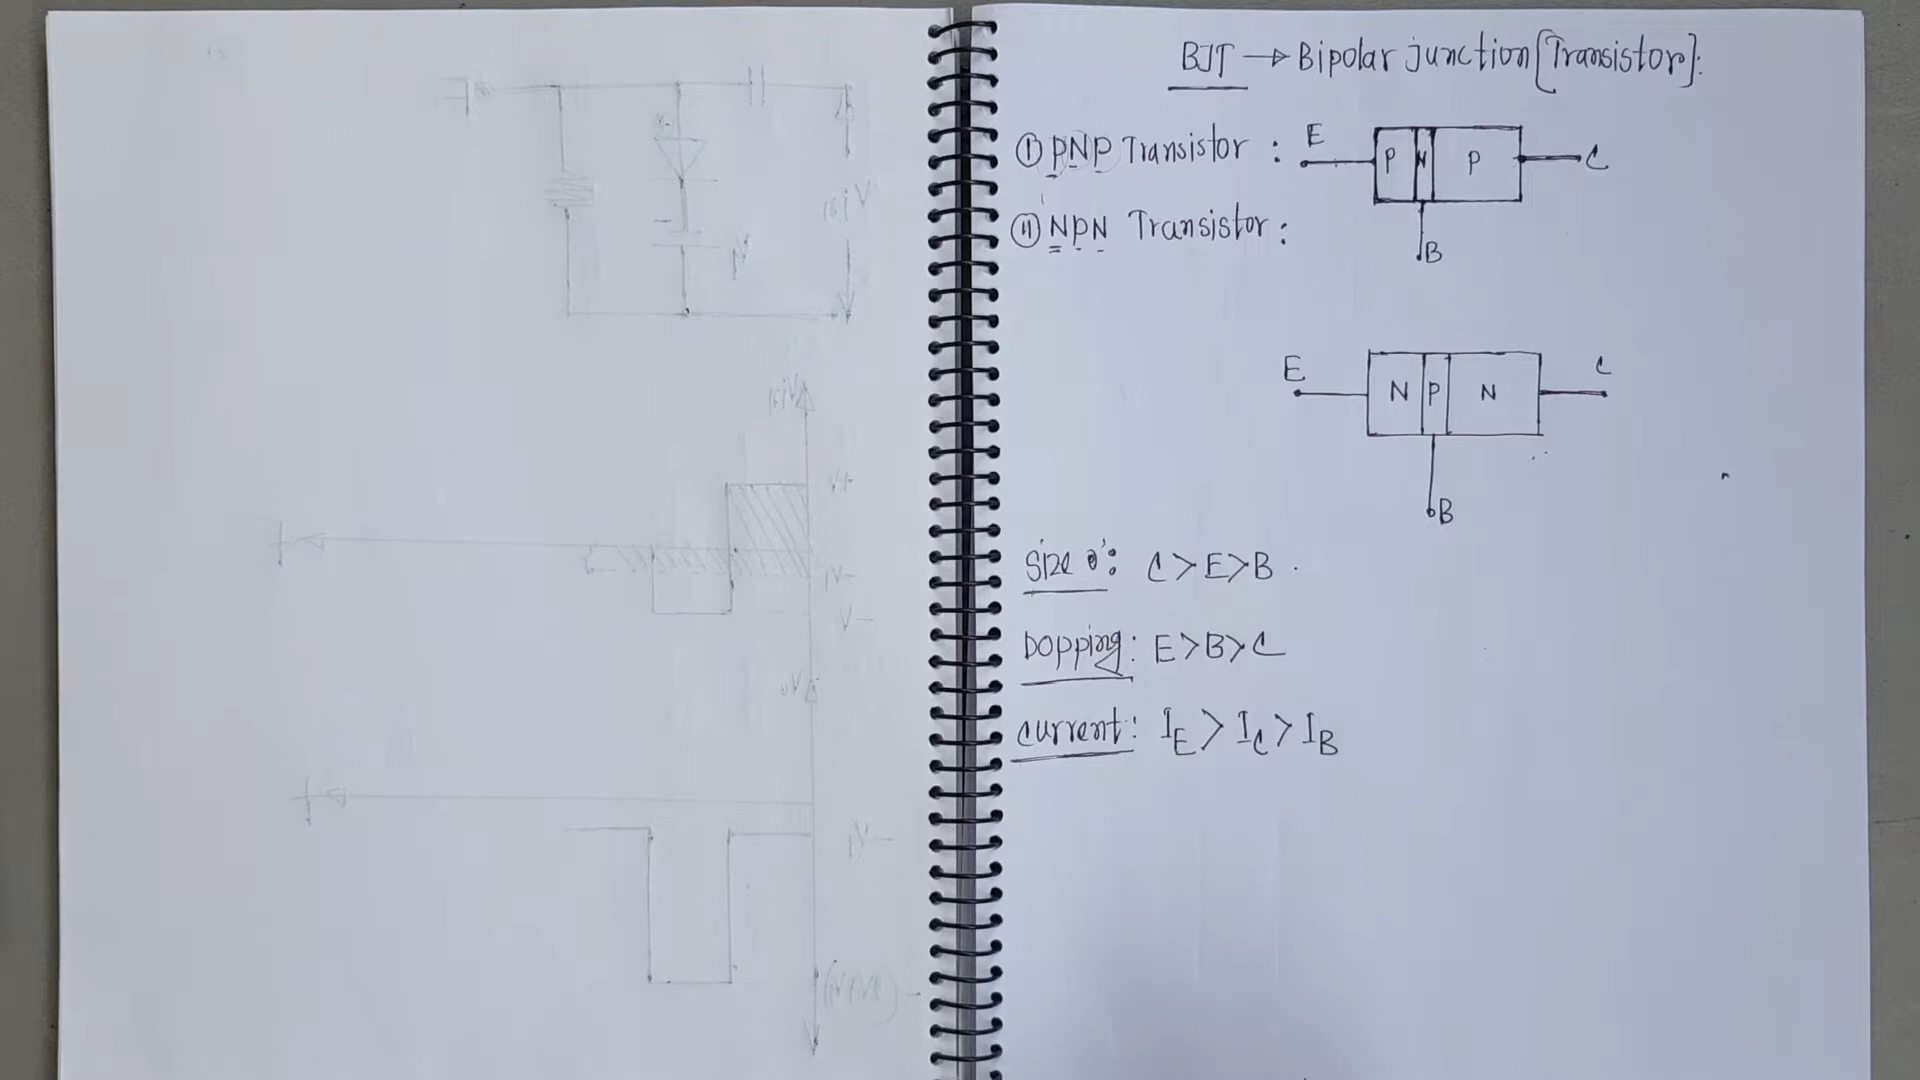 BJT → Bipolar junction [Transistor].
① PNP Transistor :
E
P N P
C
B
② NPN Transistor :
E
N P N
C
B
Size : C > E > B .
Dopping : E > B > C
current : IE > IC > IB